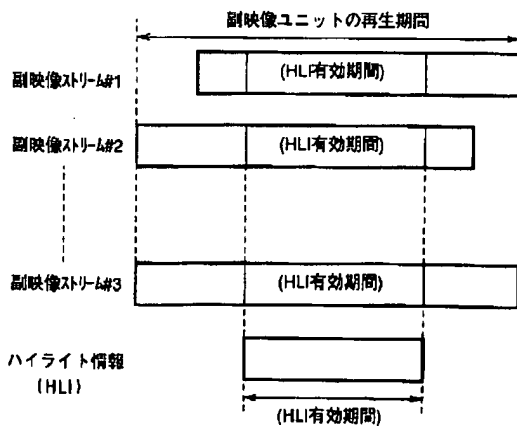 副映像ユニットの再生期間
副映像ストリーム#1
(HLI有効期間)
副映像ストリーム#2
(HLI有効期間)
副映像ストリーム#3
(HLI有効期間)
ハイライト情報
(HLI)
(HLI有効期間)